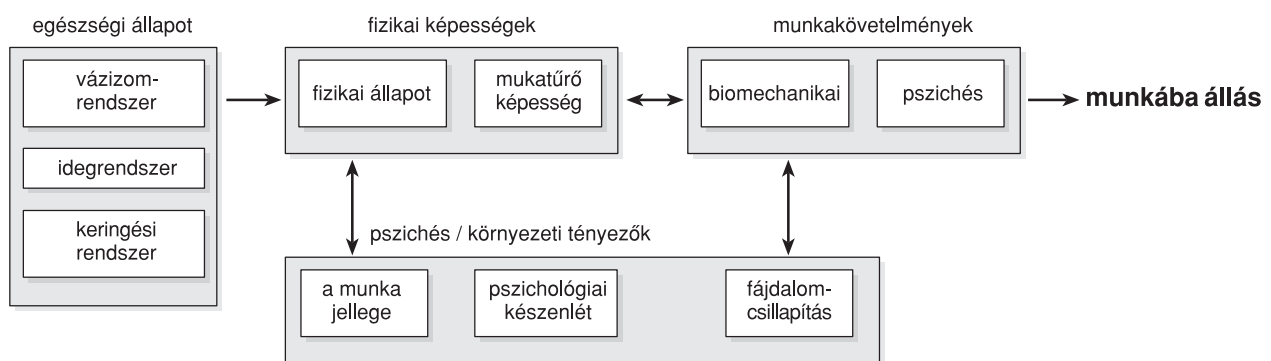 egészségi állapot
vázizom-
rendszer
idegrendszer
keringési
rendszer
fizikai képességek
fizikai állapot
mukatűrő
képesség
munkakövetelmények
biomechanikai
pszichés
munkába állás
pszichés / környezeti tényezők
a munka
jellege
pszichológiai
készenlét
fájdalom-
csillapítás